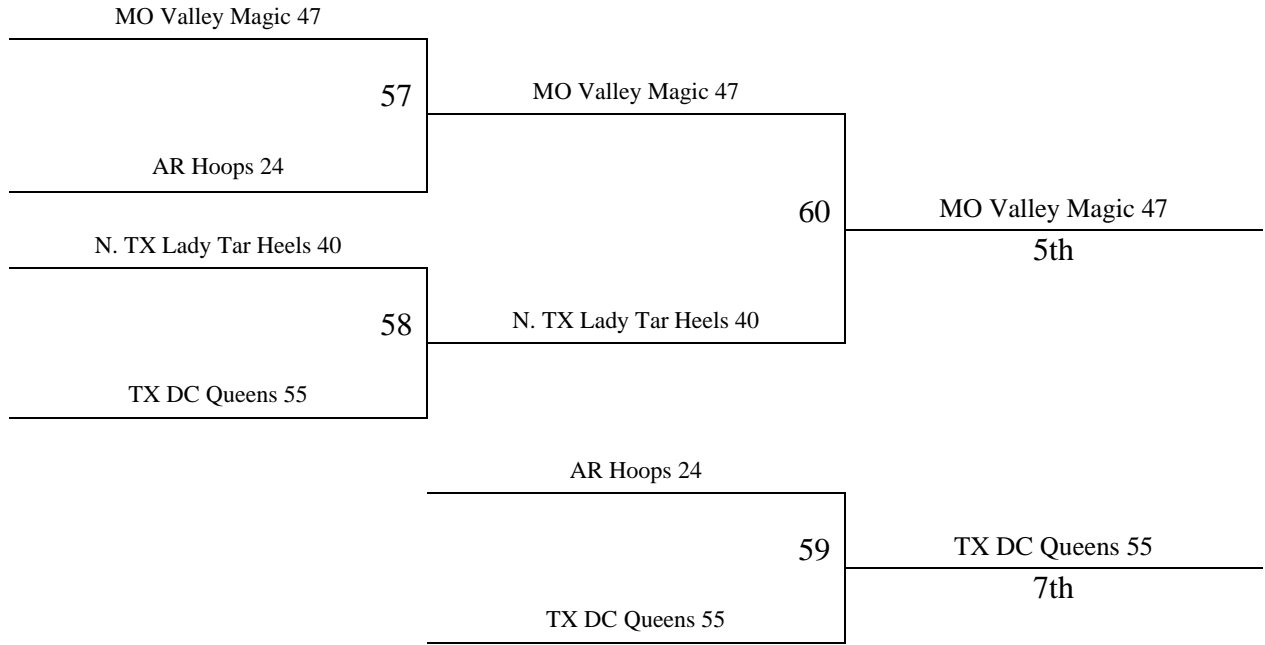 MO Valley Magic 47
57
MO Valley Magic 47
AR Hoops 24
60
MO Valley Magic 47
5th
N. TX Lady Tar Heels 40
58
N. TX Lady Tar Heels 40
TX DC Queens 55
AR Hoops 24
59
TX DC Queens 55
7th
TX DC Queens 55